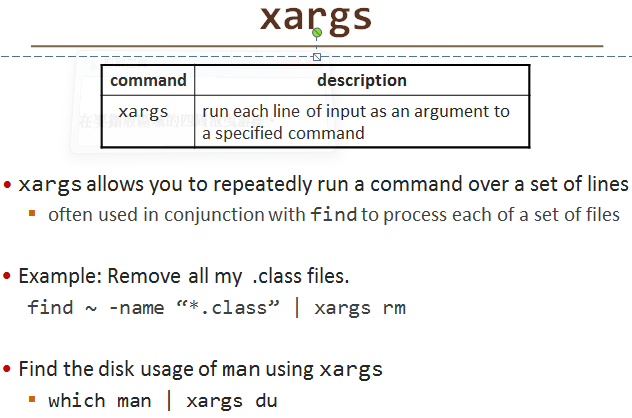 xargs
command description
xargs run each line of input as an argument to
a specified command
• xargs allows you to repeatedly run a command over a set of lines
▪ often used in conjunction with find to process each of a set of files
• Example: Remove all my .class files.
find ~ -name “*.class” | xargs rm
• Find the disk usage of man using xargs
▪ which man | xargs du